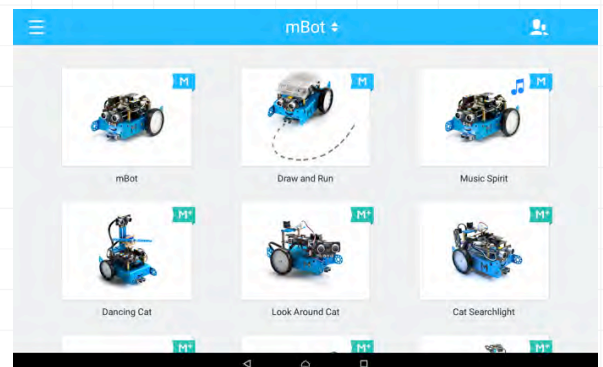 mBot
M
M
M
mBot
Draw and Run
Music Spirit
M+
M+
M+
Dancing Cat
Look Around Cat
Cat Searchlight
M+
M+
M+